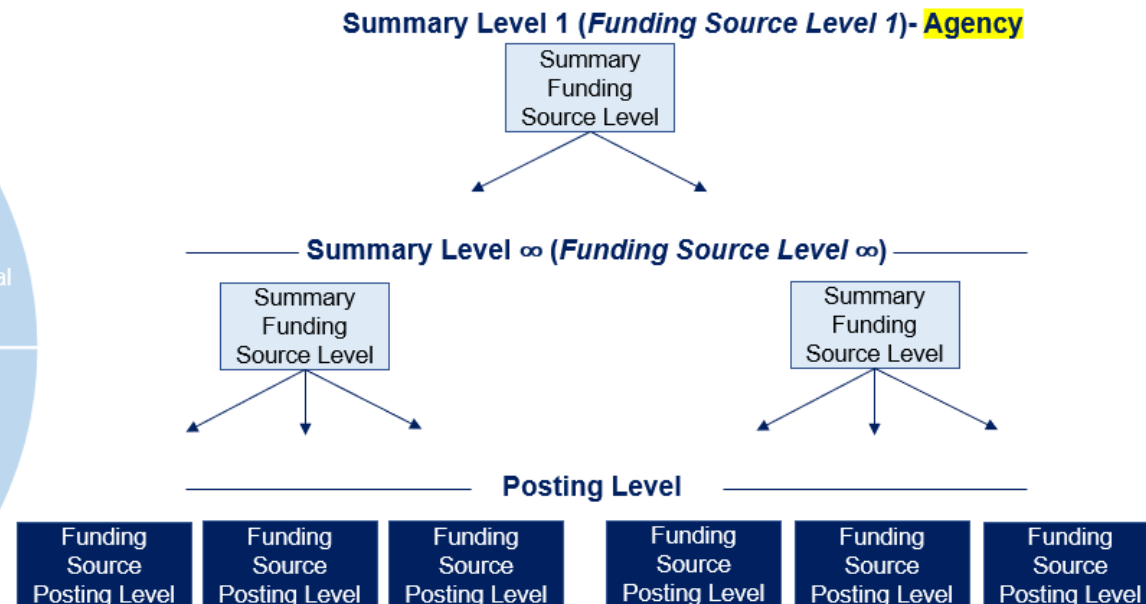 Summary Level 1 (Funding Source Level 1)- Agency
Summary
Funding
Source Level
Summary Level ∞ (Funding Source Level ∞)
al
Summary
Funding
Source Level
Summary
Funding
Source Level
Posting Level
Funding
Source
Posting Level
Funding
Source
Posting Level
Funding
Source
Posting Level
Funding
Source
Posting Level
Funding
Source
Posting Level
Funding
Source
Posting Level